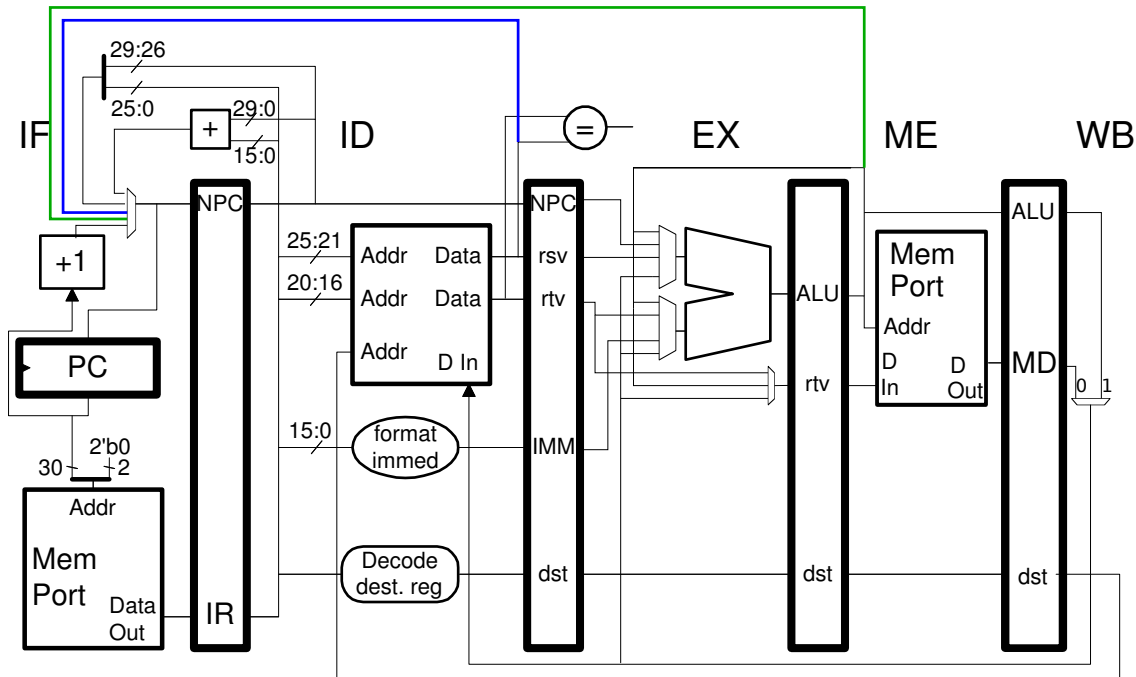 29:26
25:0
29:0
15:0
+
=
IF
ID
EX
ME
WB
NPC
NPC
ALU
+1
25:21
Addr
Data
rsv
20:16
Addr
Data
rtv
Addr
D In
ALU
Mem
Port
Addr
D
In
D
Out
MD
0
1
rtv
PC
15:0
format
immed
IMM
2'b0
30
2
Addr
Mem
Port
Data
Out
IR
Decode
dest. reg
dst
dst
dst